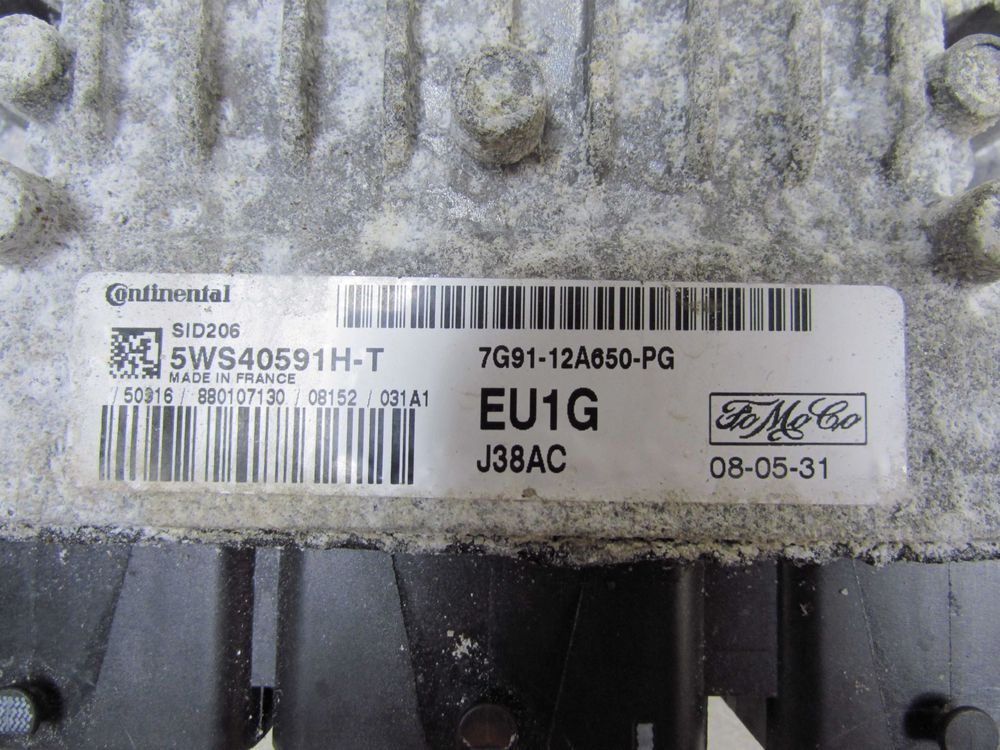 Continental
SID206
5WS40591H-T
MADE IN FRANCE
/ 50316 / 880107130 / 08152 / 031A1
7G91-12A650-PG
EU1G
J38AC
FoMoCo
08-05-31